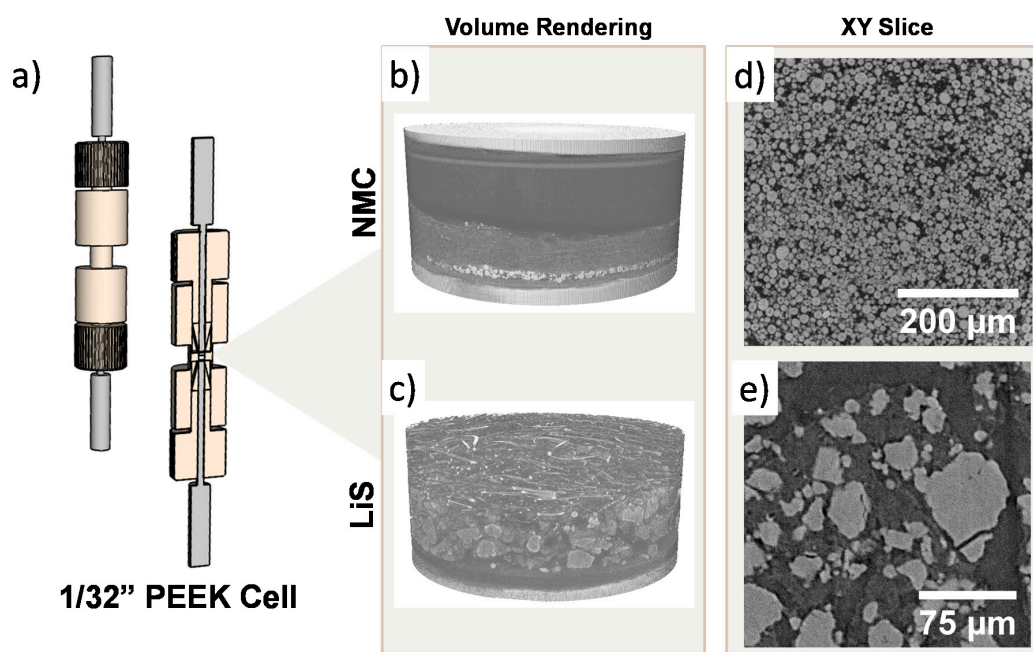 Volume Rendering
XY Slice
a)
b)
d)
NMC
200 µm
c)
e)
LiS
1/32” PEEK Cell
75 µm